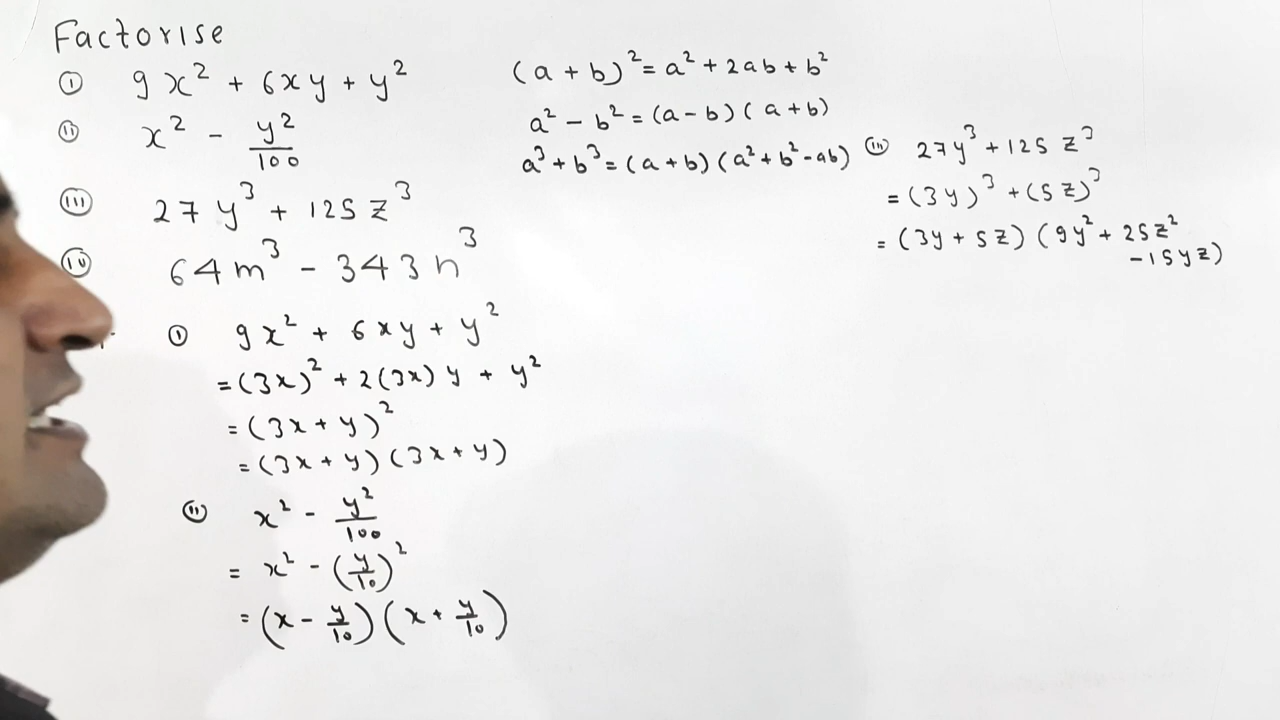 Factorise
(i) 9x² + 6xy + y²
(ii) x² - y²/100
(iii) 27y³ + 125z³
(iv) 64m³ - 343n³
(a + b)² = a² + 2ab + b²
a² - b² = (a - b)(a + b)
a³ + b³ = (a + b)(a² + b² - ab)
(i) 9x² + 6xy + y²
= (3x)² + 2(3x)y + y²
= (3x + y)²
= (3x + y)(3x + y)
(ii) x² - y²/100
= x² - (y/10)²
= (x - y/10)(x + y/10)
(iii) 27y³ + 125z³
= (3y)³ + (5z)³
= (3y + 5z)(9y² + 25z²
- 15yz)